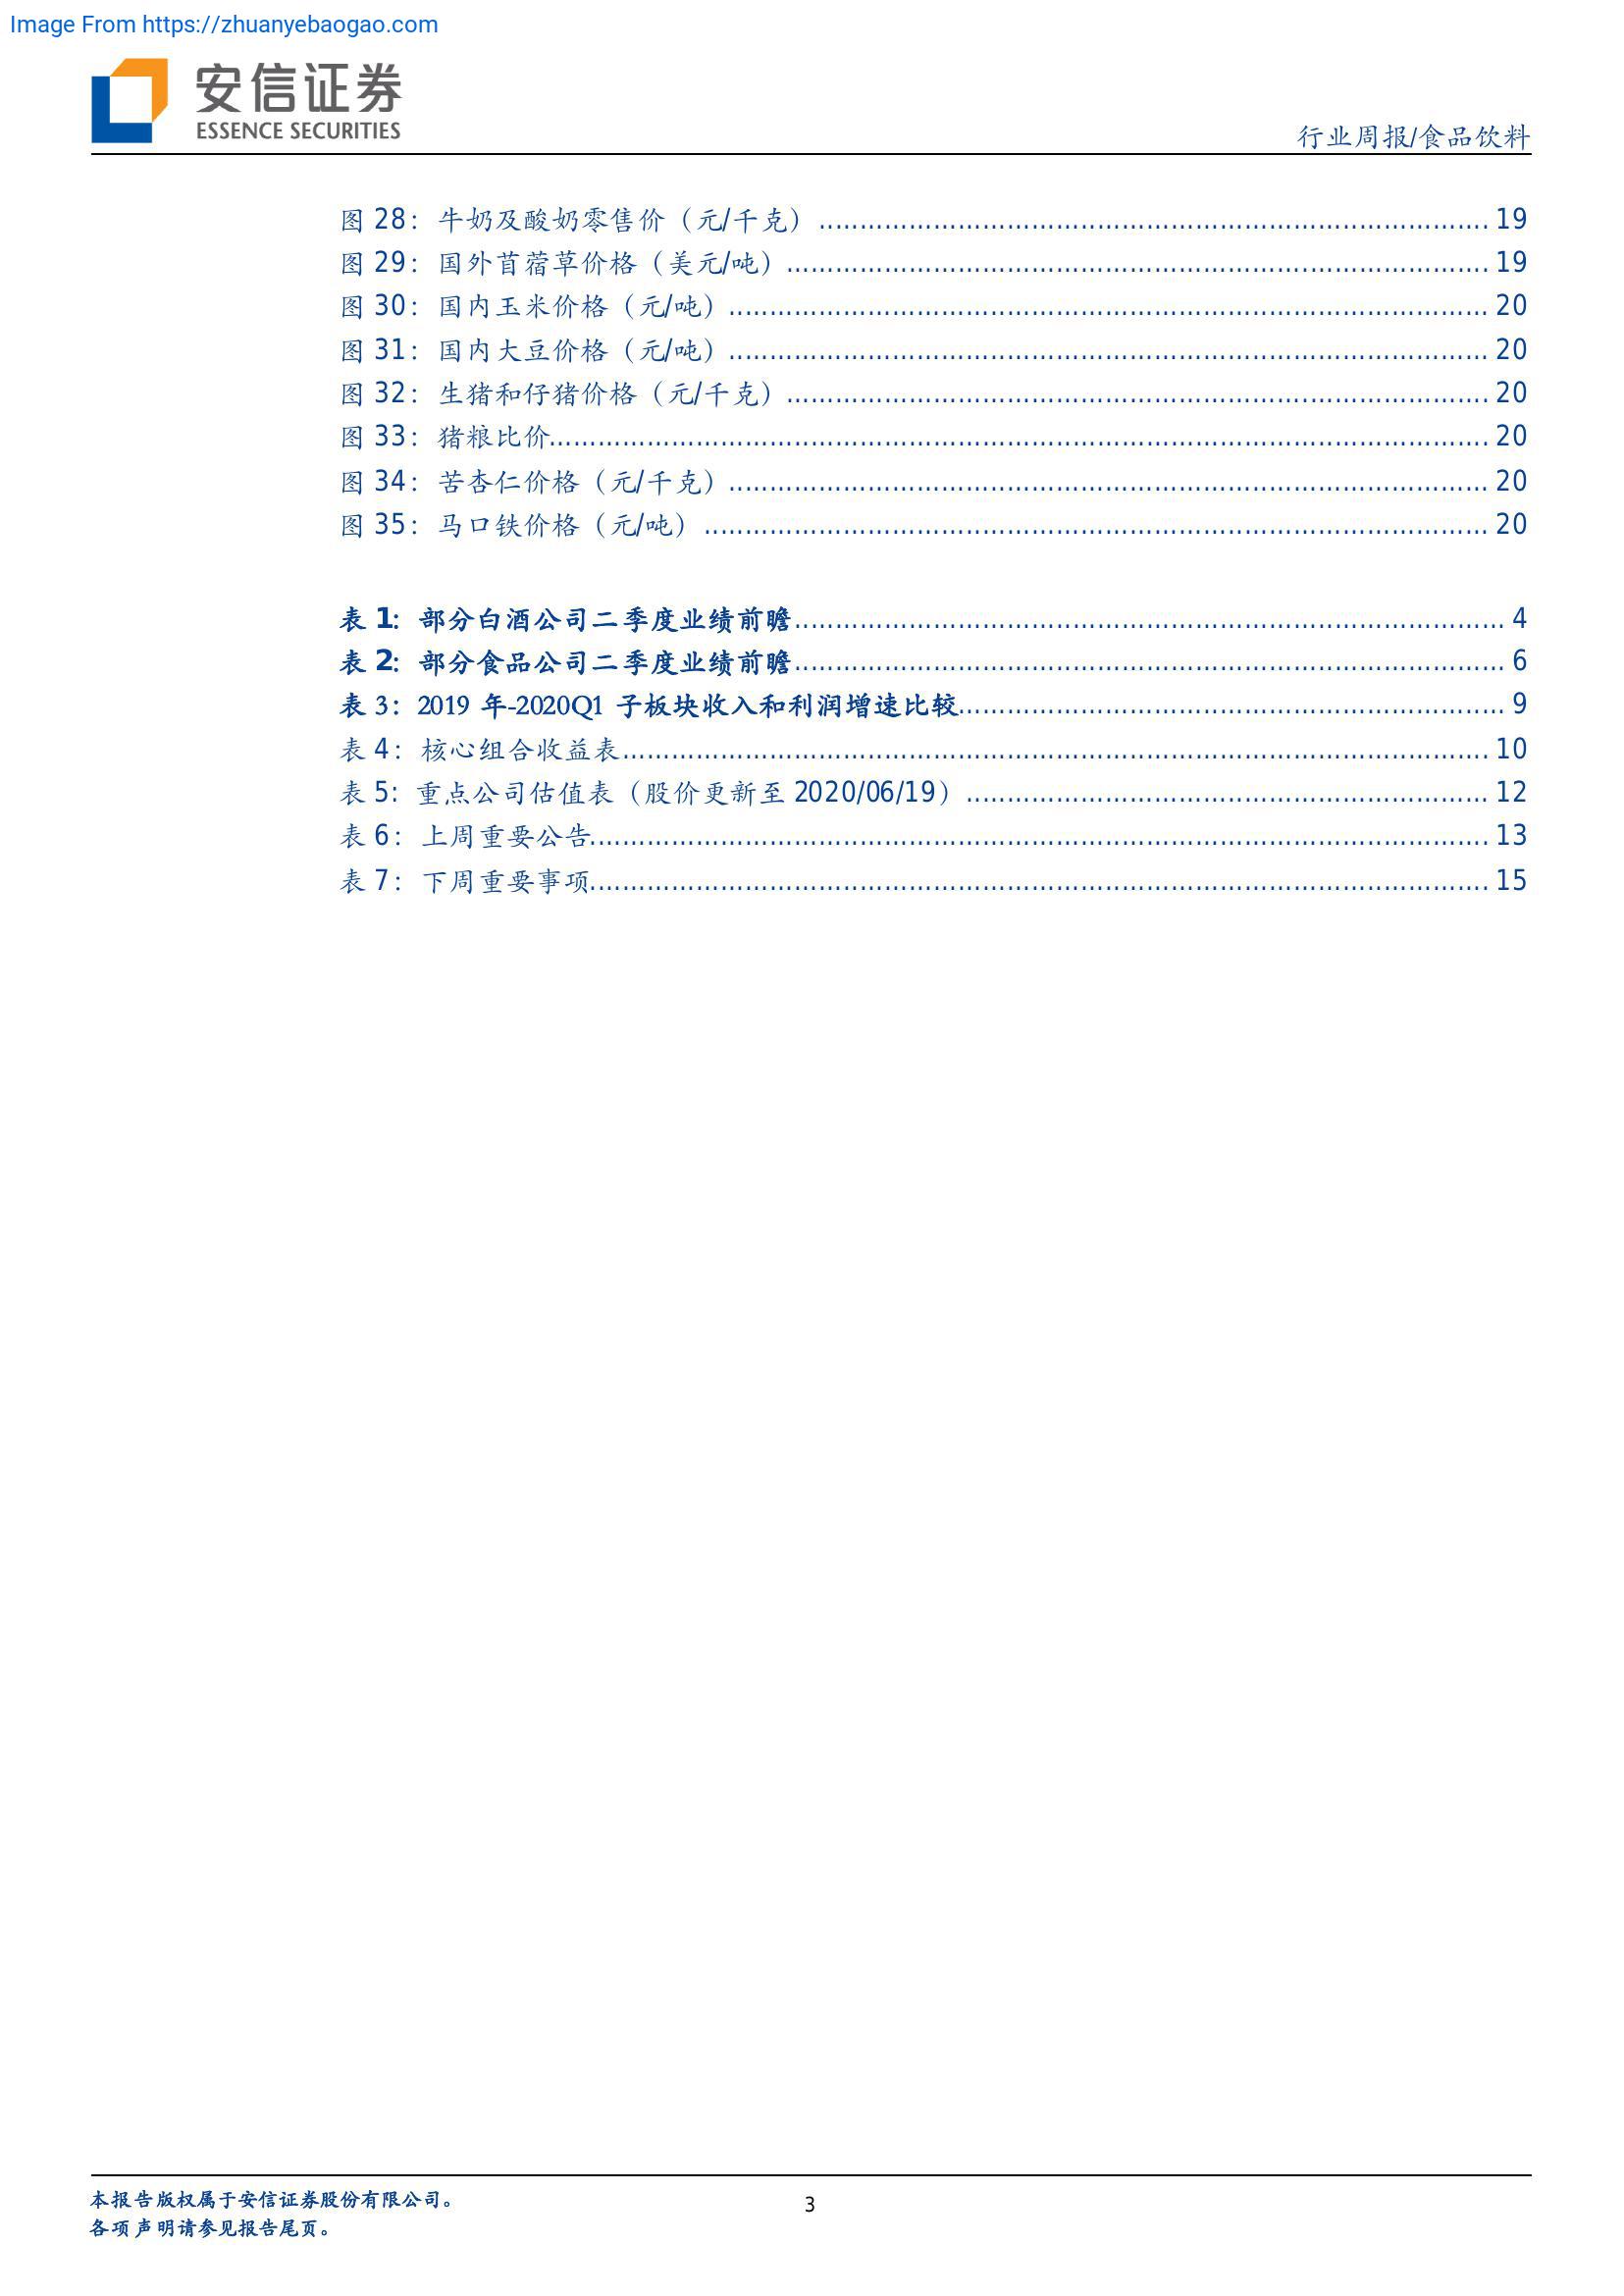 Image From https://zhuanyebaogao.com
安信证券
ESSENCE SECURITIES
行业周报/食品饮料
图 28：牛奶及酸奶零售价（元/千克）..........19
图 29：国外苜蓿草价格（美元/吨）..........19
图 30：国内玉米价格（元/吨）..........20
图 31：国内大豆价格（元/吨）..........20
图 32：生猪和仔猪价格（元/千克）..........20
图 33：猪粮比价..........20
图 34：苦杏仁价格（元/千克）..........20
图 35：马口铁价格（元/吨）..........20
表 1: 部分白酒公司二季度业绩前瞻..........4
表 2: 部分食品公司二季度业绩前瞻..........6
表 3：2019 年-2020Q1 子板块收入和利润增速比较..........9
表 4：核心组合收益表..........10
表 5: 重点公司估值表（股价更新至 2020/06/19）..........12
表 6：上周重要公告..........13
表 7：下周重要事项..........15
本报告版权属于安信证券股份有限公司。
各项声明请参见报告尾页。
3